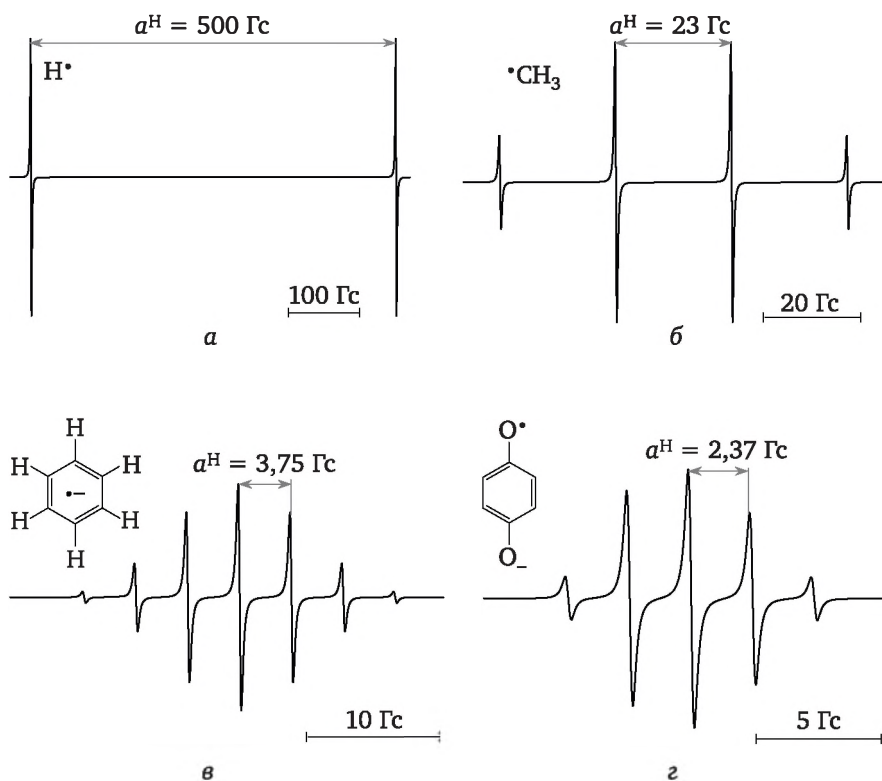 aᴴ = 500 Гс
H•
100 Гс
а
aᴴ = 23 Гс
•CH₃
20 Гс
б
H
H
H
•−
H
H
H
aᴴ = 3,75 Гс
10 Гс
в
O•
O−
aᴴ = 2,37 Гс
5 Гс
г